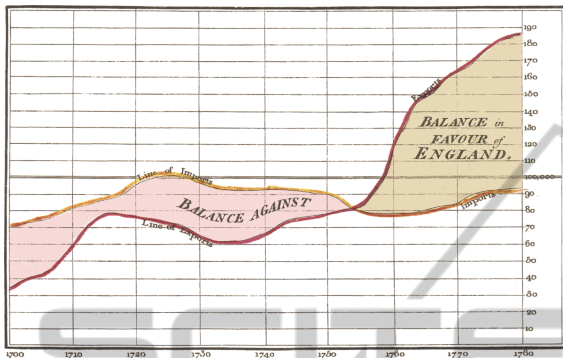 190
180
170
160
150
140
130
120
110
100,000
90
80
70
60
50
40
30
20
10
Exports
BALANCE in
FAVOUR of
ENGLAND.
Line of Imports
BALANCE AGAINST
Imports
Line of Exports
1700 1710 1720 1730 1740 1750 1760 1770 1780